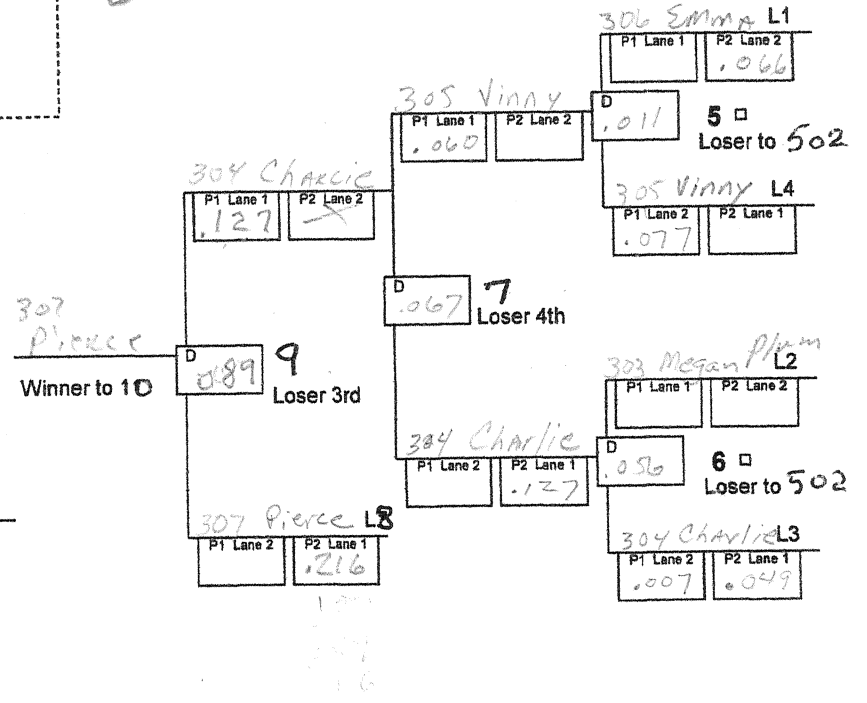 306 Emma L1
P1 Lane 1 P2 Lane 2
.066
305 Vinny
P1 Lane 1 P2 Lane 2
.060
D
.011
5
Loser to 502
304 Charlie
P1 Lane 1 P2 Lane 2
.127 X
305 Vinny L4
P1 Lane 2 P2 Lane 1
.077
D
.067
7
Loser 4th
307
Pierce
Winner to 10
D
.089
9
Loser 3rd
303 Megan L2
P1 Lane 1 P2 Lane 2
304 Charlie
P1 Lane 2 P2 Lane 1
.127
D
.056
6
Loser to 502
307 Pierce L8
P1 Lane 2 P2 Lane 1
.216
304 Charlie L3
P1 Lane 2 P2 Lane 1
.007 .049